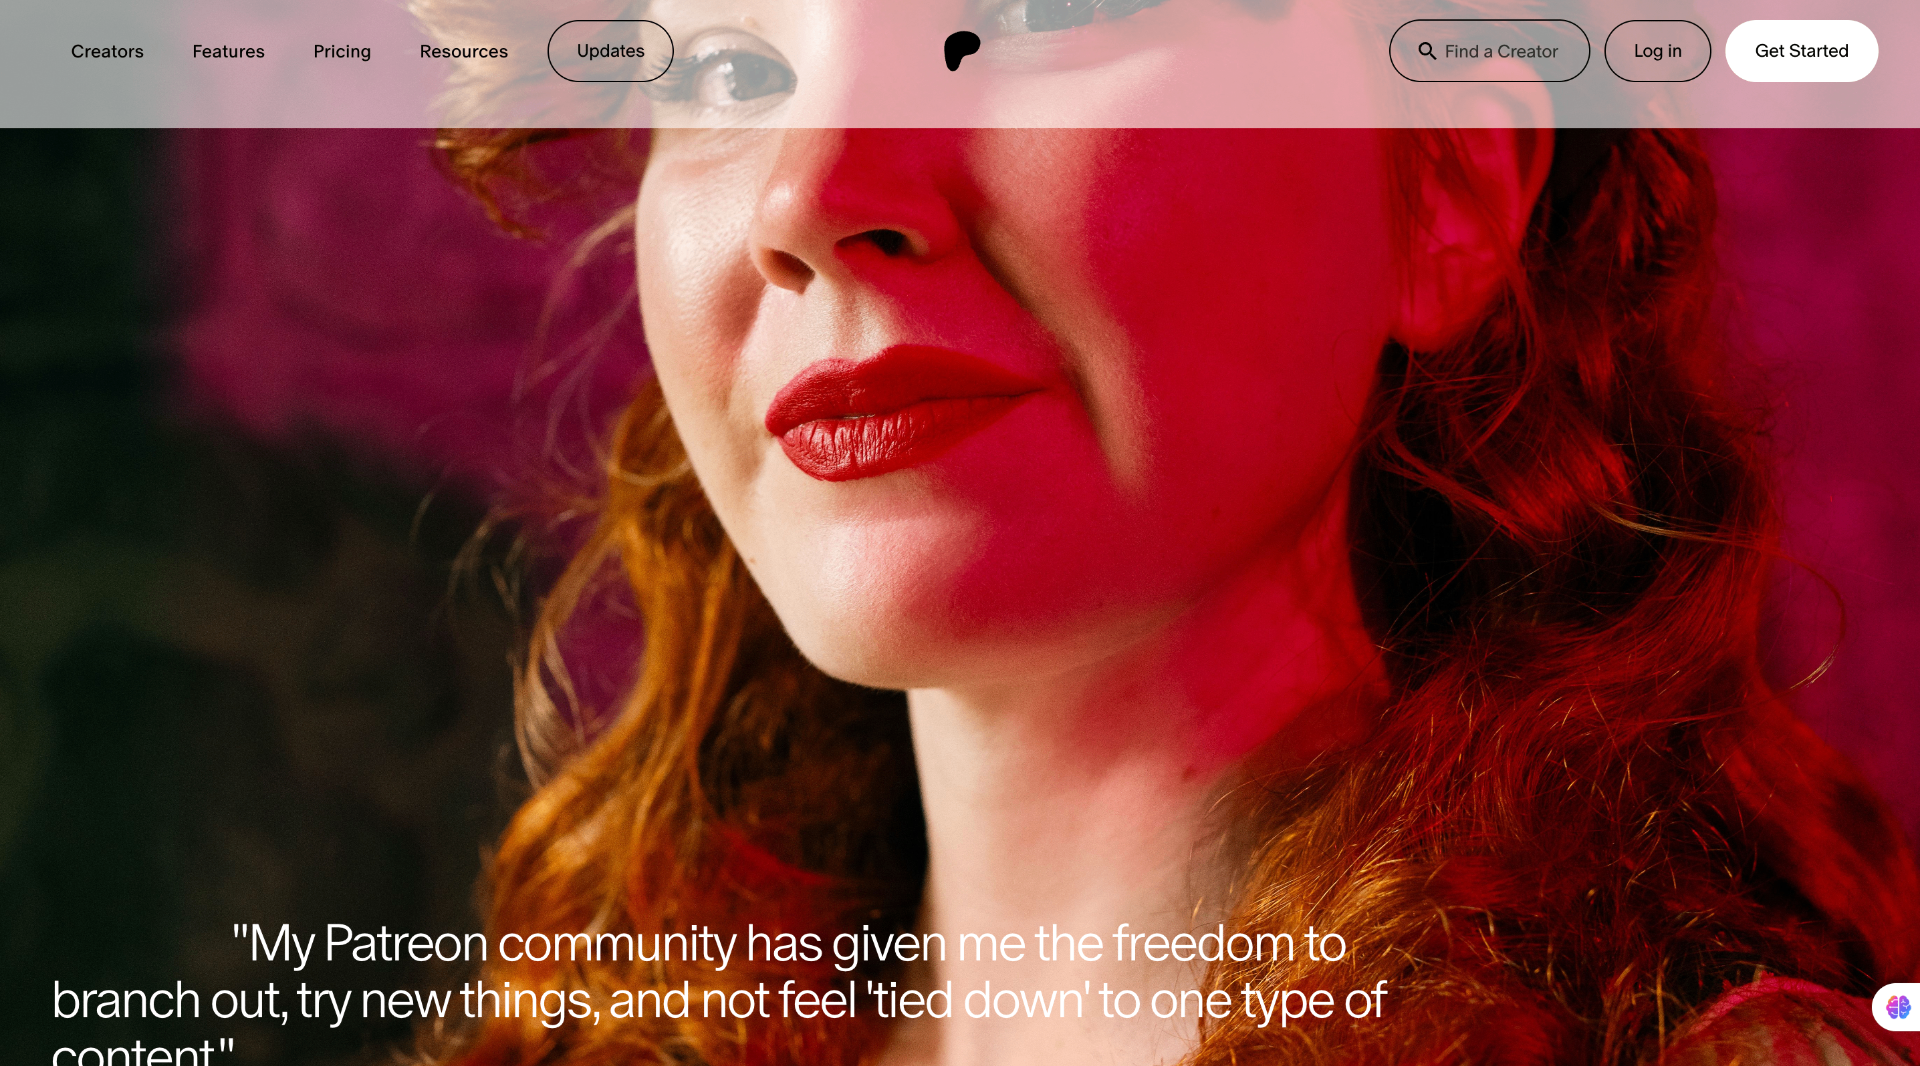 Creators Features Pricing Resources Updates Find a Creator Log in Get Started
"My Patreon community has given me the freedom to
branch out, try new things, and not feel 'tied down' to one type of
content"